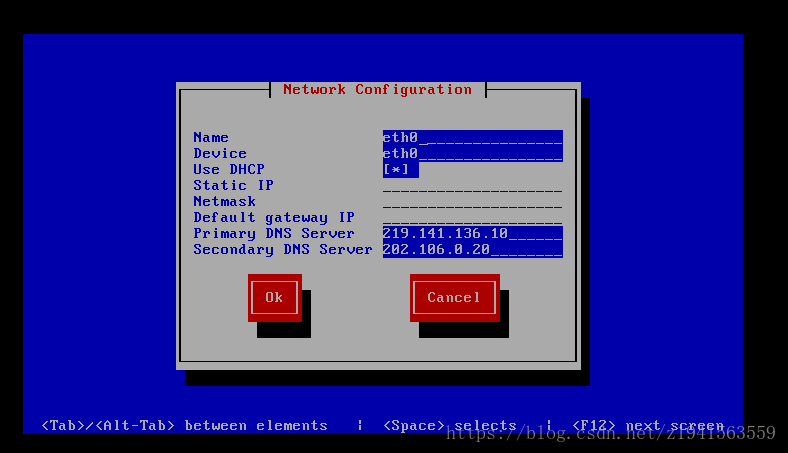 Network Configuration
Name eth0
Device eth0
Use DHCP [*]
Static IP
Netmask
Default gateway IP
Primary DNS Server 219.141.136.10
Secondary DNS Server 202.106.0.20
Ok Cancel
<Tab>/<Alt-Tab> between elements | <Space> selects | <F12> next screen
https://blog.csdn.net/zl941563559